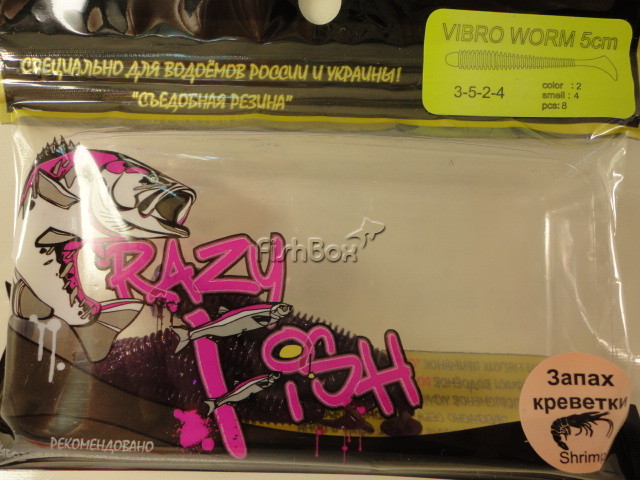 VIBRO WORM 5cm
3-5-2-4
color : 2
smell : 4
pcs: 8
СПЕЦИАЛЬНО ДЛЯ ВОДОЁМОВ РОССИИ И УКРАИНЫ!
"СЪЕДОБНАЯ РЕЗИНА"
FishBox
CRAZY
FISH
Запах
креветки
Shrimp
РЕКОМЕНДОВАНО